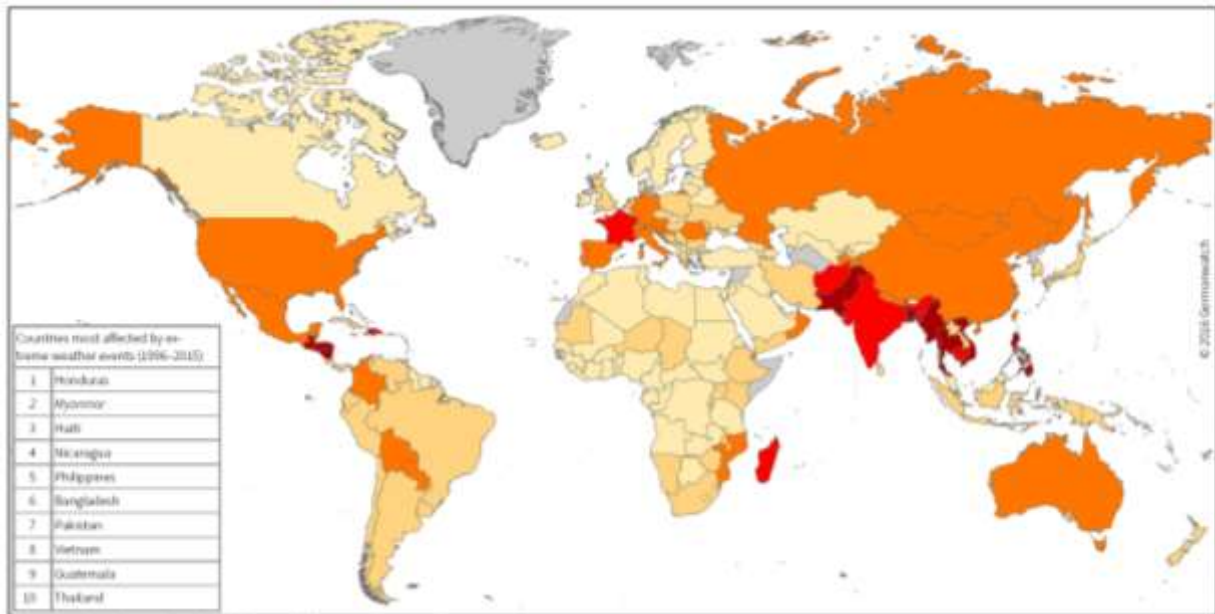 Countries most affected by ex-
treme weather events (1996–2015)
1 Honduras
2 Myanmar
3 Haiti
4 Nicaragua
5 Philippines
6 Bangladesh
7 Pakistan
8 Vietnam
9 Guatemala
10 Thailand
© 2016 Germanwatch